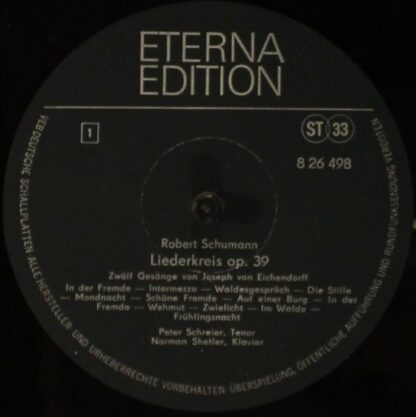 ETERNA
EDITION
1
ST 33
8 26 498
Robert Schumann
Liederkreis op. 39
Zwölf Gesänge von Joseph von Eichendorff
In der Fremde — Intermezzo — Waldesgespräch — Die Stille
— Mondnacht — Schöne Fremde — Auf einer Burg — In der
Fremde — Wehmut — Zwielicht — Im Walde —
Frühlingsnacht
Peter Schreier, Tenor
Norman Shetler, Klavier
VEB DEUTSCHE SCHALLPLATTEN ALLE HERSTELLER- UND URHEBERRECHTE VORBEHALTEN · ÜBERSPIELUNG, ÖFFENTLICHE AUFFÜHRUNG UND RUNDFUNKSENDUNG VERBOTEN